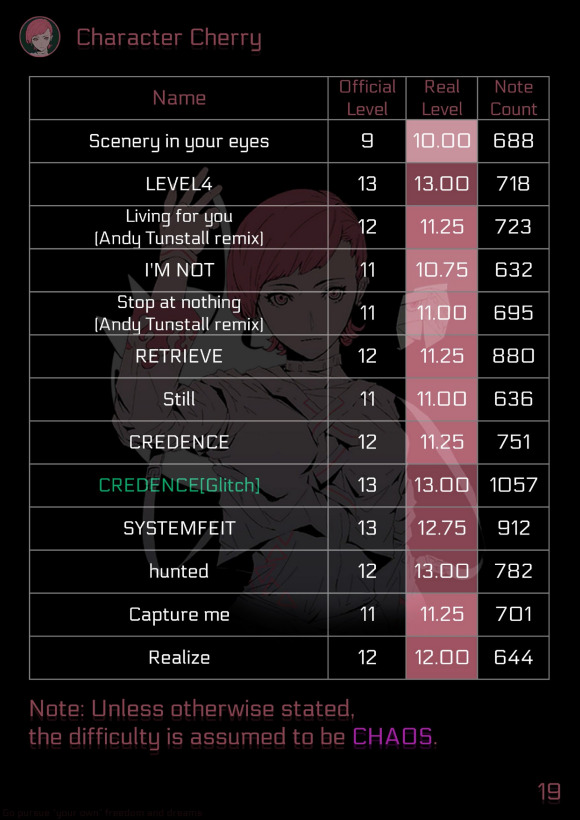 Character Cherry
Name Official Level Real Level Note Count
Scenery in your eyes 9 10.00 688
LEVEL4 13 13.00 718
Living for you
(Andy Tunstall remix) 12 11.25 723
I'M NOT 11 10.75 632
Stop at nothing
(Andy Tunstall remix) 11 11.00 695
RETRIEVE 12 11.25 880
Still 11 11.00 636
CREDENCE 12 11.25 751
CREDENCE[Glitch] 13 13.00 1057
SYSTEMFEIT 13 12.75 912
hunted 12 13.00 782
Capture me 11 11.25 701
Realize 12 12.00 644
Note: Unless otherwise stated,
the difficulty is assumed to be CHAOS.
19